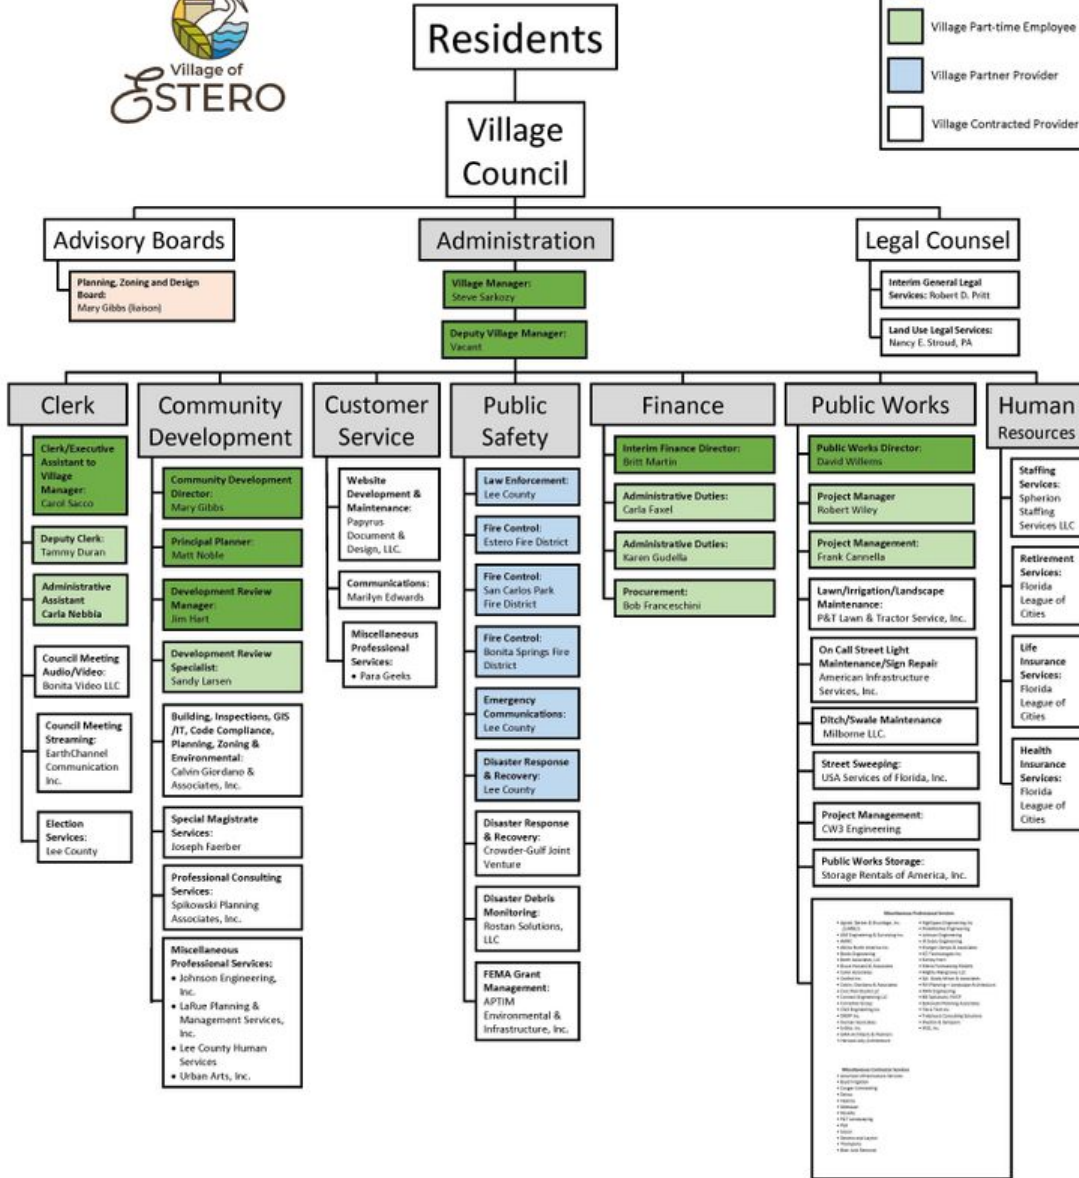 Village of
ESTERO
Residents
Village Part-time Employee
Village Partner Provider
Village Contracted Provider
Village
Council
Advisory Boards
Planning, Zoning and Design
Board:
Mary Gibbs (liaison)
Administration
Village Manager:
Steve Sarkozy
Deputy Village Manager:
Vacant
Legal Counsel
Interim General Legal
Services: Robert D. Pritt
Land Use Legal Services:
Nancy E. Stroud, PA
Clerk
Clerk/Executive
Assistant to
Village
Manager:
Carol Sacco
Deputy Clerk:
Tammy Duran
Administrative
Assistant
Carla Nebbia
Council Meeting
Audio/Video:
Bonita Video LLC
Council Meeting
Streaming:
EarthChannel
Communication
Inc.
Election
Services:
Lee County
Community
Development
Community Development
Director:
Mary Gibbs
Principal Planner:
Matt Noble
Development Review
Manager:
Jim Hart
Development Review
Specialist:
Sandy Larsen
Building, Inspections, GIS
/IT, Code Compliance,
Planning, Zoning &
Environmental:
Calvin Giordano &
Associates, Inc.
Special Magistrate
Services:
Joseph Faerber
Professional Consulting
Services:
Spikowski Planning
Associates, Inc.
Miscellaneous
Professional Services:
• Johnson Engineering,
Inc.
• LaRue Planning &
Management Services,
Inc.
• Lee County Human
Services
• Urban Arts, Inc.
Customer
Service
Website
Development &
Maintenance:
Papyrus
Document &
Design, LLC.
Communications:
Marilyn Edwards
Miscellaneous
Professional
Services:
• Para Geeks
Public
Safety
Law Enforcement:
Lee County
Fire Control:
Estero Fire District
Fire Control:
San Carlos Park
Fire District
Fire Control:
Bonita Springs Fire
District
Emergency
Communications:
Lee County
Disaster Response
& Recovery:
Lee County
Disaster Response
& Recovery:
Crowder-Gulf Joint
Venture
Disaster Debris
Monitoring:
Rostan Solutions,
LLC
FEMA Grant
Management:
APTIM
Environmental &
Infrastructure, Inc.
Finance
Interim Finance Director:
Britt Martin
Administrative Duties:
Carla Faxel
Administrative Duties:
Karen Gudella
Procurement:
Bob Franceschini
Public Works
Public Works Director:
David Willems
Project Manager
Robert Wiley
Project Management:
Frank Cannella
Lawn/Irrigation/Landscape
Maintenance:
P&T Lawn & Tractor Service, Inc.
On Call Street Light
Maintenance/Sign Repair
American Infrastructure
Services, Inc.
Ditch/Swale Maintenance
Milborne LLC.
Street Sweeping:
USA Services of Florida, Inc.
Project Management:
CW3 Engineering
Public Works Storage:
Storage Rentals of America, Inc.
Miscellaneous Professional Services
Human
Resources
Staffing
Services:
Spherion
Staffing
Services LLC
Retirement
Services:
Florida
League of
Cities
Life
Insurance
Services:
Florida
League of
Cities
Health
Insurance
Services:
Florida
League of
Cities